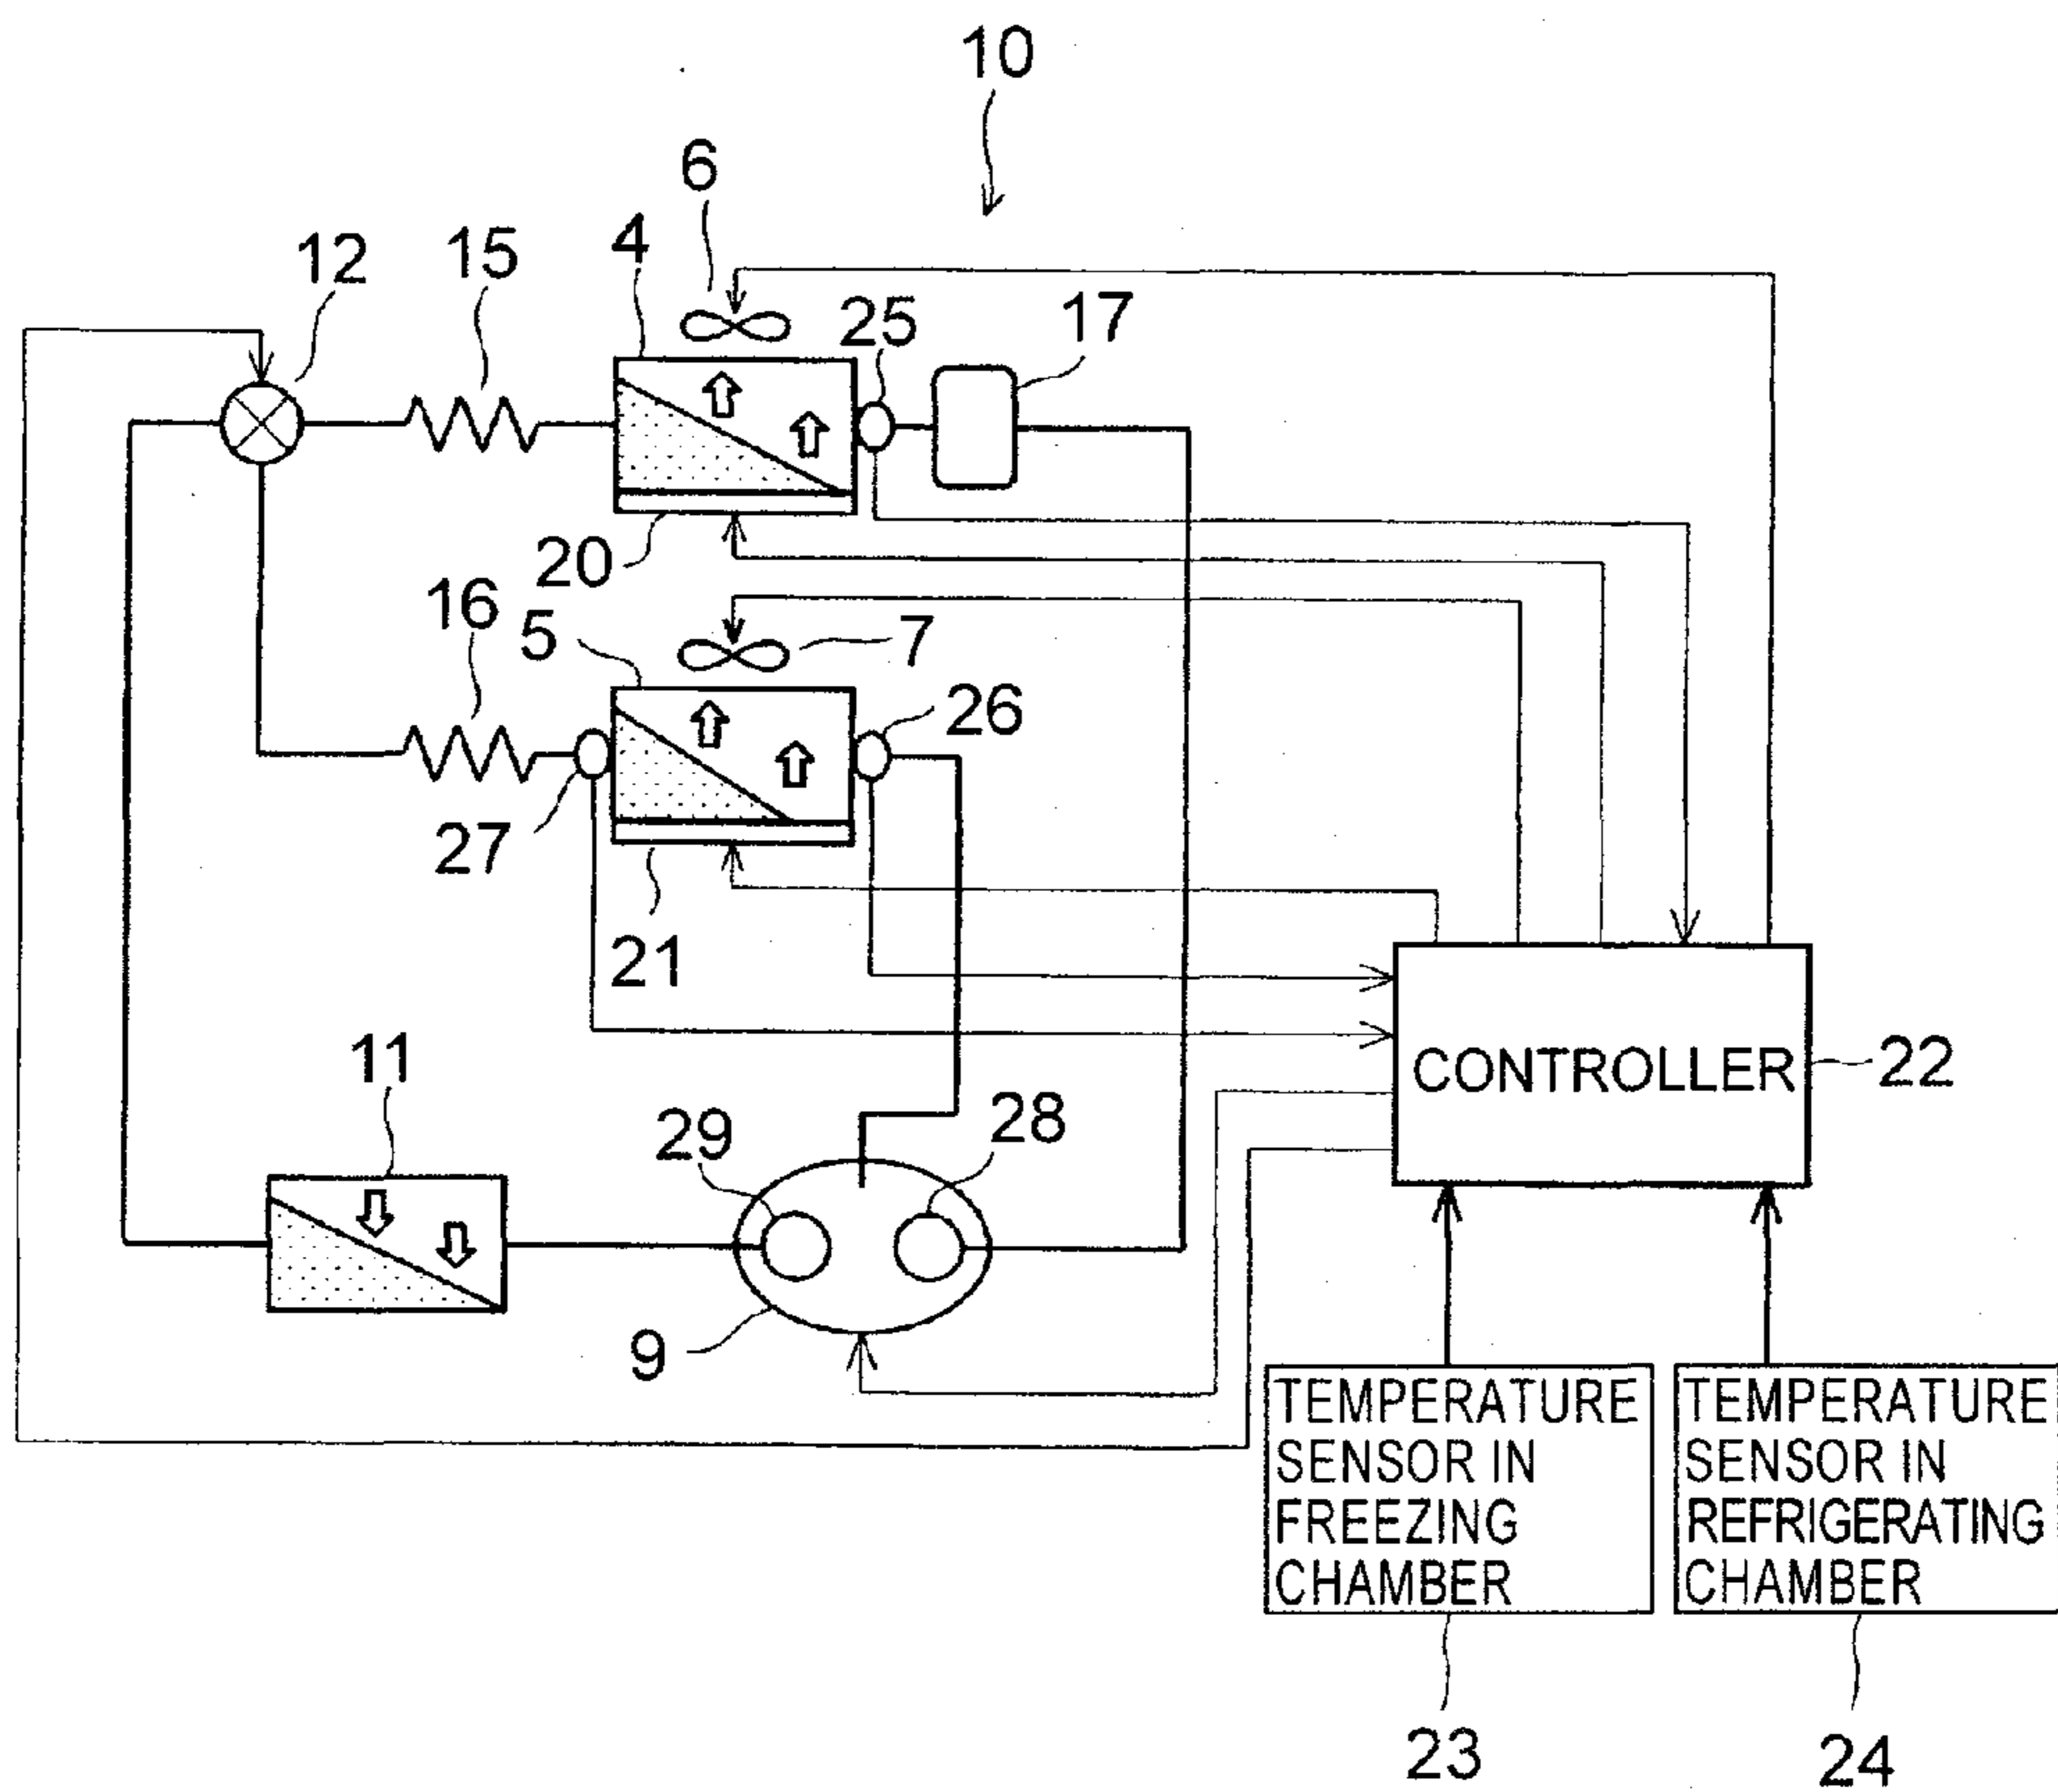 10
6
4
12
15
25
17
20
16
5
7
26
27
21
11
CONTROLLER
22
29
28
9
TEMPERATURE
SENSOR IN
FREEZING
CHAMBER
TEMPERATURE
SENSOR IN
REFRIGERATING
CHAMBER
23
24